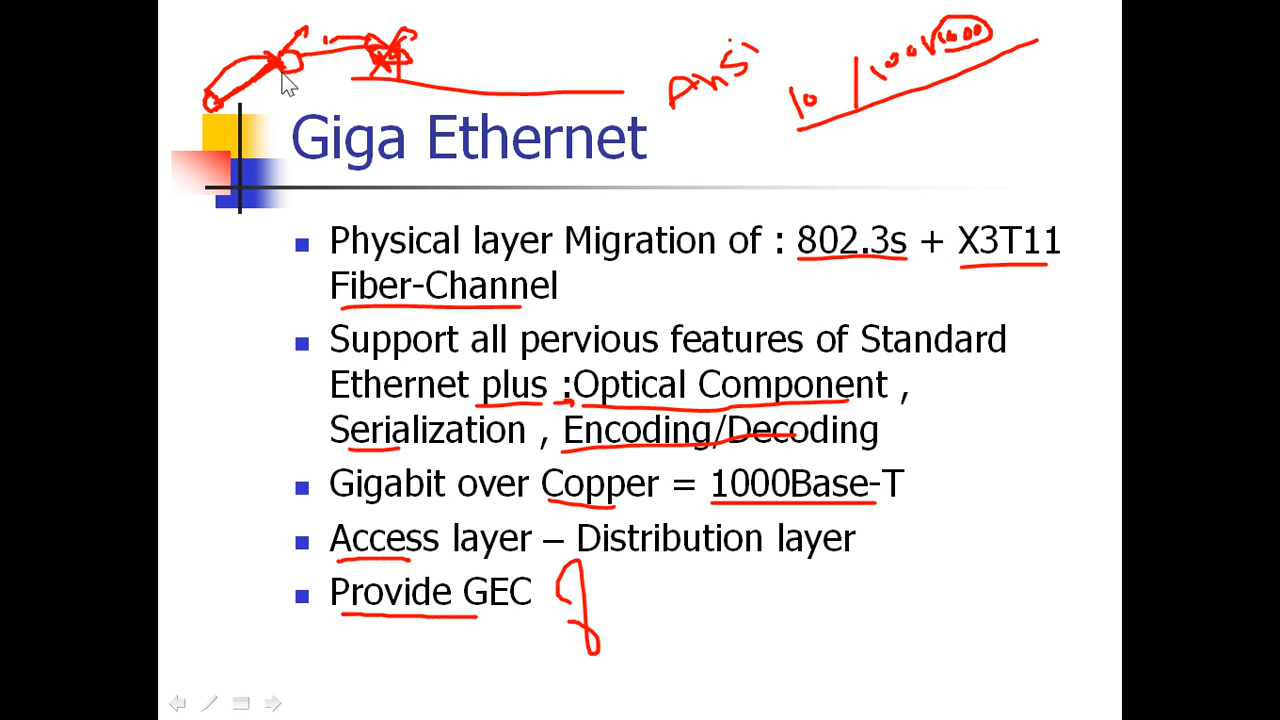 ANSI
10/100/1000
Giga Ethernet
Physical layer Migration of : 802.3s + X3T11
Fiber-Channel
Support all pervious features of Standard
Ethernet plus :Optical Component ,
Serialization , Encoding/Decoding
Gigabit over Copper = 1000Base-T
Access layer – Distribution layer
Provide GEC